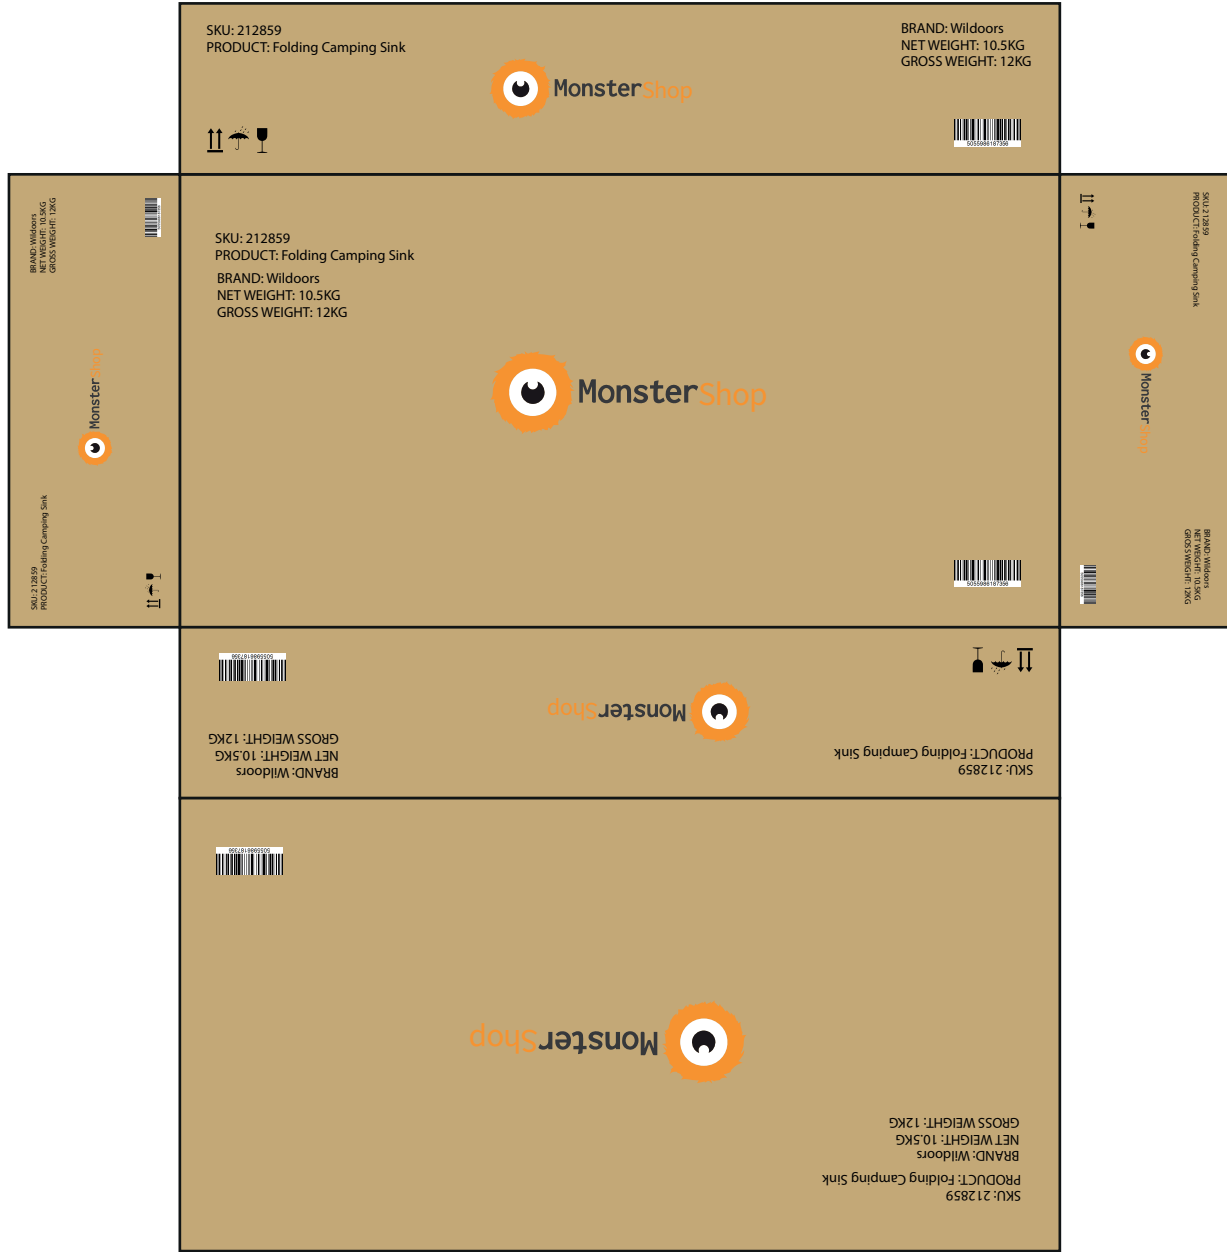 SKU: 212859
PRODUCT: Folding Camping Sink
BRAND: Wildoors
NET WEIGHT: 10.5KG
GROSS WEIGHT: 12KG
MonsterShop
5055986187356
BRAND: Wildoors
NET WEIGHT: 10.5KG
GROSS WEIGHT: 12KG
MonsterShop
SKU: 212859
PRODUCT: Folding Camping Sink
SKU: 212859
PRODUCT: Folding Camping Sink
BRAND: Wildoors
NET WEIGHT: 10.5KG
GROSS WEIGHT: 12KG
MonsterShop
5055986187356
SKU: 212859
PRODUCT: Folding Camping Sink
MonsterShop
BRAND: Wildoors
NET WEIGHT: 10.5KG
GROSS WEIGHT: 12KG
SKU: 212859
PRODUCT: Folding Camping Sink
BRAND: Wildoors
NET WEIGHT: 10.5KG
GROSS WEIGHT: 12KG
MonsterShop
5055986187356
SKU: 212859
PRODUCT: Folding Camping Sink
BRAND: Wildoors
NET WEIGHT: 10.5KG
GROSS WEIGHT: 12KG
MonsterShop
5055986187356